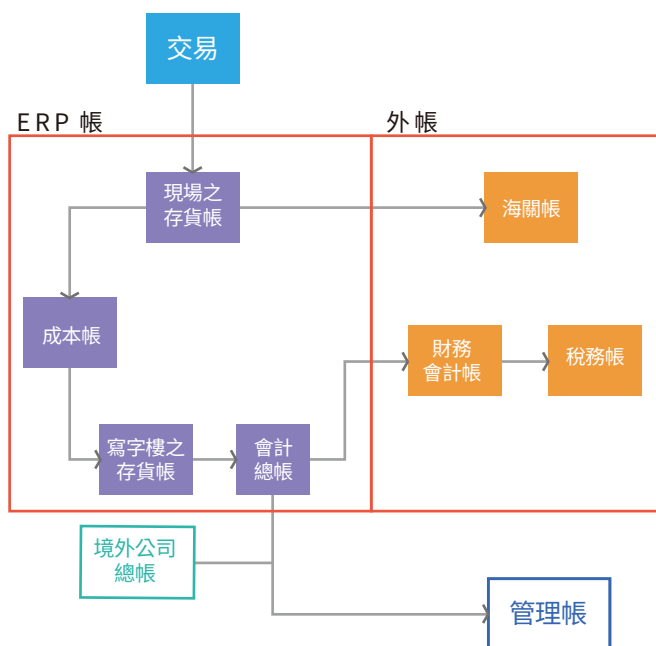 交易
ERP 帳
外帳
現場之
存貨帳
海關帳
成本帳
財務
會計帳
稅務帳
寫字樓之
存貨帳
會計
總帳
境外公司
總帳
管理帳